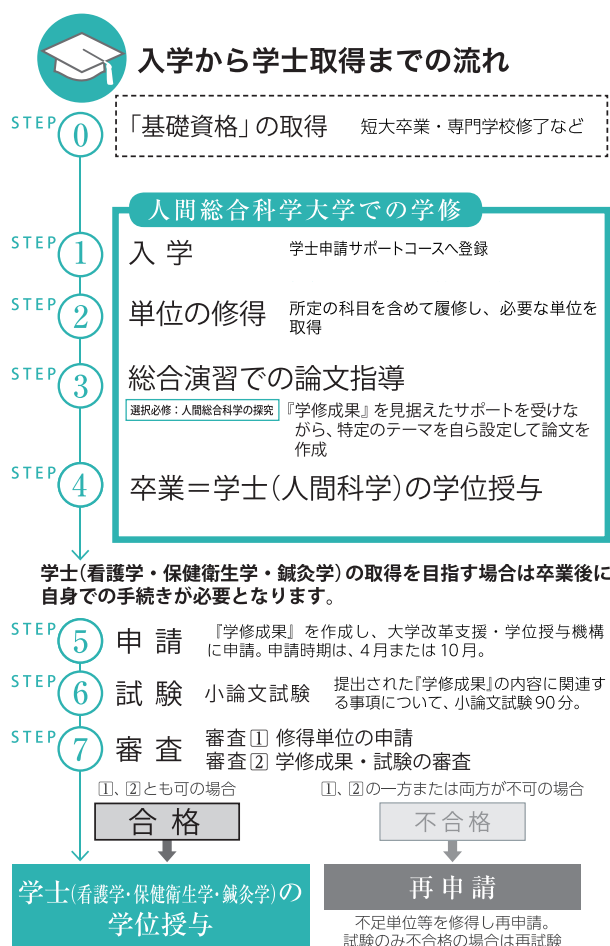 入学から学士取得までの流れ
STEP 0 「基礎資格」の取得 短大卒業・専門学校修了など
人間総合科学大学での学修
STEP 1 入学 学士申請サポートコースへ登録
STEP 2 単位の修得 所定の科目を含めて履修し、必要な単位を
取得
STEP 3 総合演習での論文指導
選択必修：人間総合科学の探究 『学修成果』を見据えたサポートを受けな
がら、特定のテーマを自ら設定して論文を
作成
STEP 4 卒業＝学士（人間科学）の学位授与
学士（看護学・保健衛生学・鍼灸学）の取得を目指す場合は卒業後に
自身での手続きが必要となります。
STEP 5 申請 『学修成果』を作成し、大学改革支援・学位授与機構
に申請。申請時期は、4月または10月。
STEP 6 試験 小論文試験 提出された『学修成果』の内容に関連す
る事項について、小論文試験90分。
STEP 7 審査 審査1 修得単位の申請
審査2 学修成果・試験の審査
1、2とも可の場合
1、2の一方または両方が不可の場合
合格
不合格
学士（看護学・保健衛生学・鍼灸学）の
学位授与
再申請
不足単位等を修得し再申請。
試験のみ不合格の場合は再試験